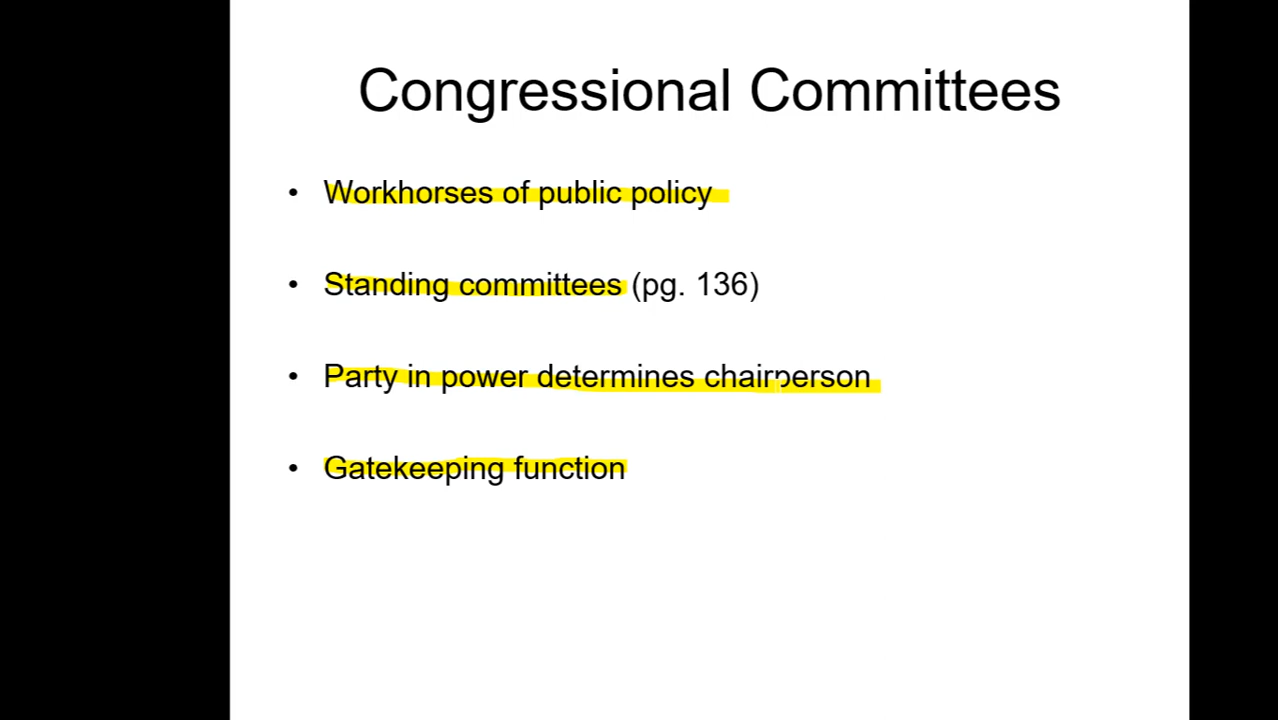 Congressional Committees
• Workhorses of public policy
• Standing committees (pg. 136)
• Party in power determines chairperson
• Gatekeeping function